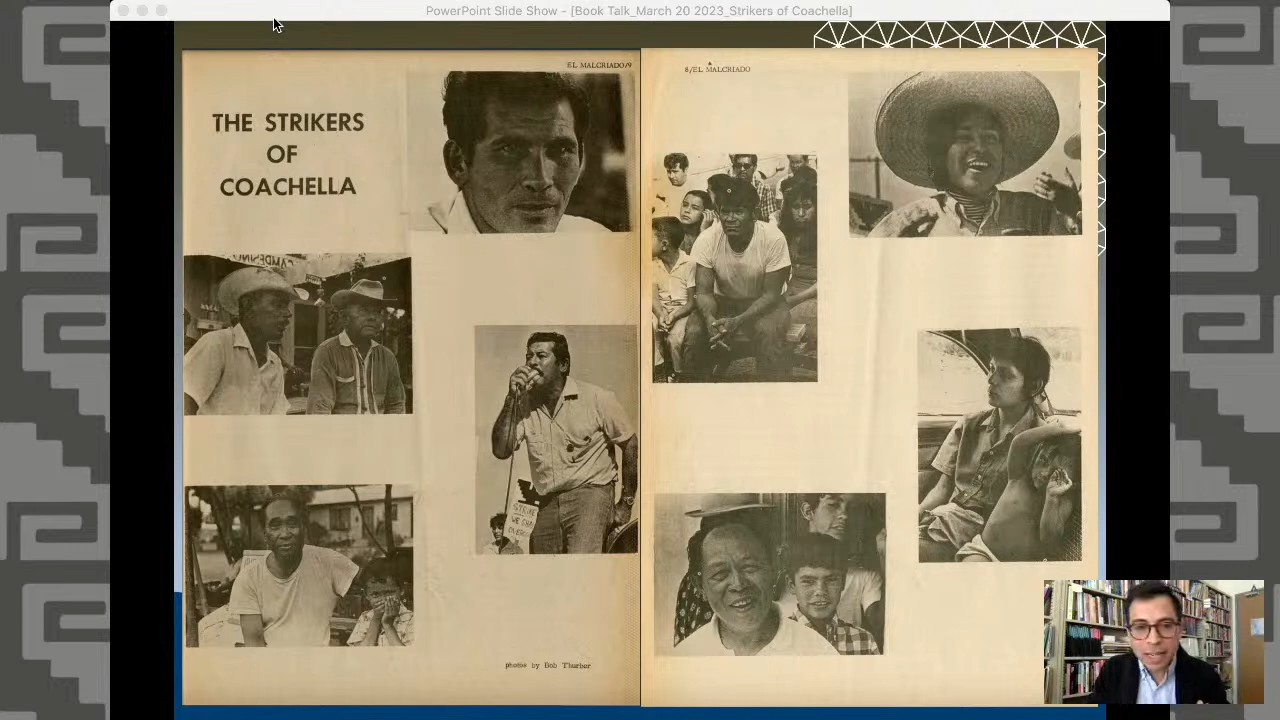 PowerPoint Slide Show - [Book Talk_March 20 2023_Strikers of Coachella]
EL MALCRIADO/9
THE STRIKERS
OF
COACHELLA
STRIKE
photos by Bob Thurber
8/EL MALCRIADO